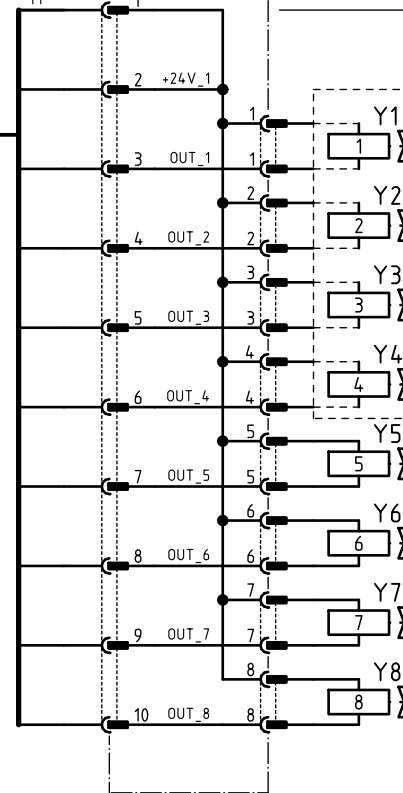 2 +24V_1
1 Y1
1
3 OUT_1 1
2 Y2
2
4 OUT_2 2
3 Y3
3
5 OUT_3 3
4 Y4
4
6 OUT_4 4
5 Y5
5
7 OUT_5 5
6 Y6
6
8 OUT_6 6
7 Y7
7
9 OUT_7 7
8 Y8
8
10 OUT_8 8